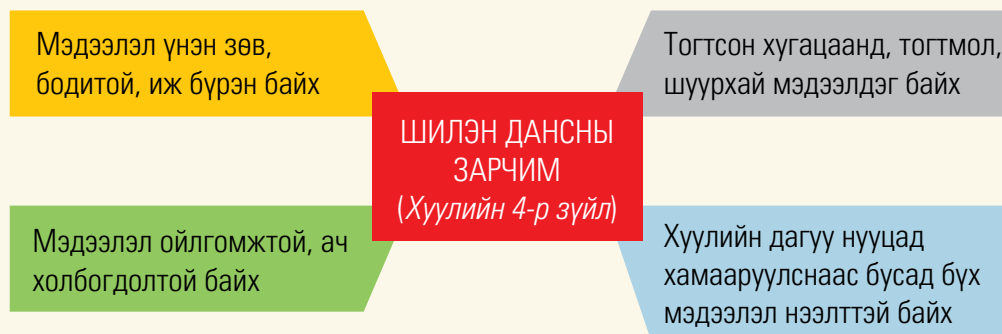 Мэдээлэл үнэн зөв,
бодитой, иж бүрэн байх
Тогтсон хугацаанд, тогтмол,
шуурхай мэдээлдэг байх
ШИЛЭН ДАНСНЫ
ЗАРЧИМ
(Хуулийн 4-р зүйл)
Мэдээлэл ойлгомжтой, ач
холбогдолтой байх
Хуулийн дагуу нууцад
хамааруулснаас бусад бүх
мэдээлэл нээлттэй байх